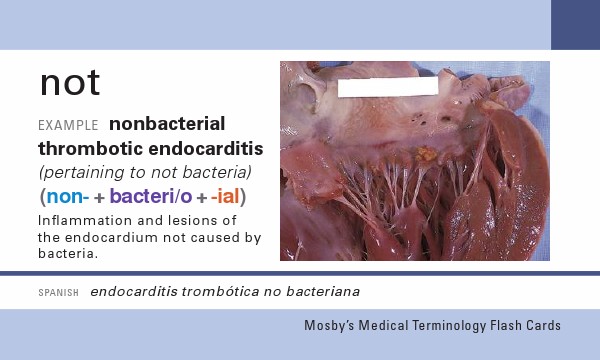 not
EXAMPLE nonbacterial
thrombotic endocarditis
(pertaining to not bacteria)
(non- + bacteri/o + -ial)
Inflammation and lesions of
the endocardium not caused by
bacteria.
SPANISH endocarditis trombótica no bacteriana
Mosby's Medical Terminology Flash Cards